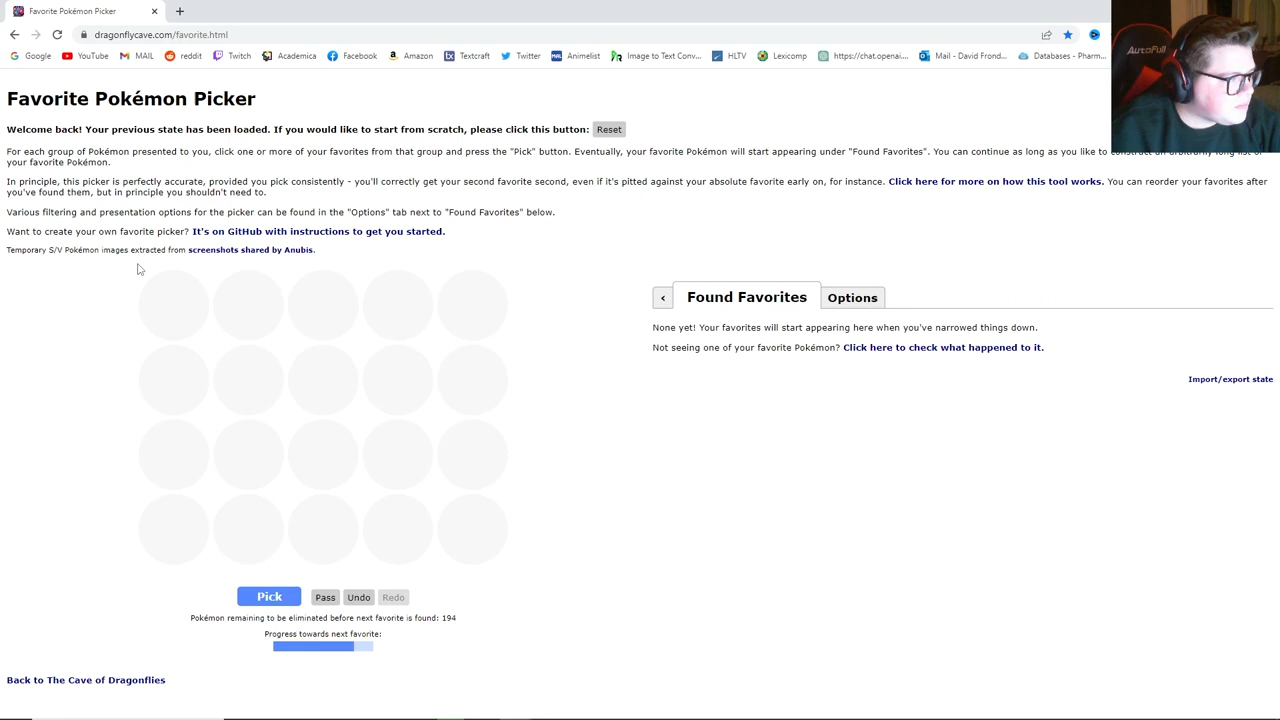 Favorite Pokémon Picker
dragonflycave.com/favorite.html
Google YouTube MAIL reddit Twitch Academica Facebook Amazon Textcraft Twitter Animelist Image to Text Conv... HLTV Lexicomp https://chat.openai.... Mail - David Frond... Databases - Pharm...
AutoFull
Favorite Pokémon Picker
Welcome back! Your previous state has been loaded. If you would like to start from scratch, please click this button: Reset
For each group of Pokémon presented to you, click one or more of your favorites from that group and press the "Pick" button. Eventually, your favorite Pokémon will start appearing under "Found Favorites". You can continue as long as you like to construct an arbitrarily long list of
your favorite Pokémon.
In principle, this picker is perfectly accurate, provided you pick consistently - you'll correctly get your second favorite second, even if it's pitted against your absolute favorite early on, for instance. Click here for more on how this tool works. You can reorder your favorites after
you've found them, but in principle you shouldn't need to.
Various filtering and presentation options for the picker can be found in the "Options" tab next to "Found Favorites" below.
Want to create your own favorite picker? It's on GitHub with instructions to get you started.
Temporary S/V Pokémon images extracted from screenshots shared by Anubis.
‹ Found Favorites Options
None yet! Your favorites will start appearing here when you've narrowed things down.
Not seeing one of your favorite Pokémon? Click here to check what happened to it.
Import/export state
Pick Pass Undo Redo
Pokémon remaining to be eliminated before next favorite is found: 194
Progress towards next favorite:
Back to The Cave of Dragonflies